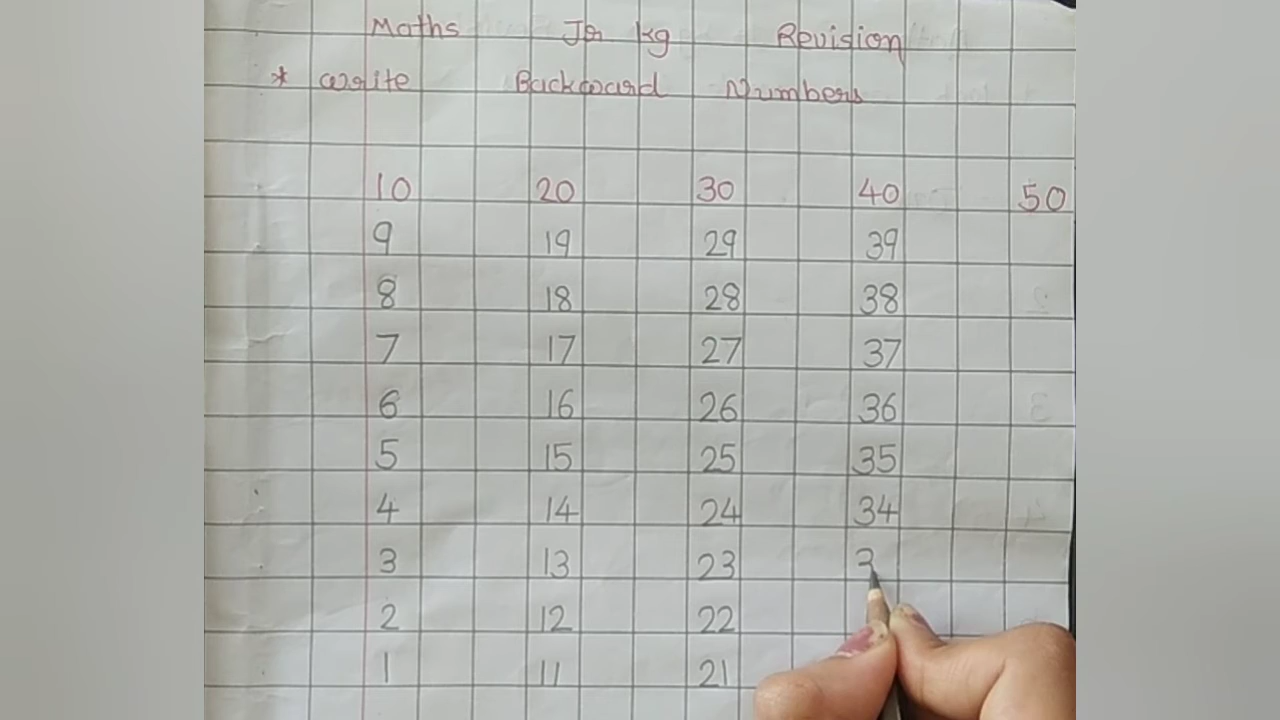 Maths Jr kg Revision
* Write Backward Numbers
10 20 30 40 50
9 19 29 39
8 18 28 38
7 17 27 37
6 16 26 36
5 15 25 35
4 14 24 34
3 13 23 3
2 12 22
1 11 21